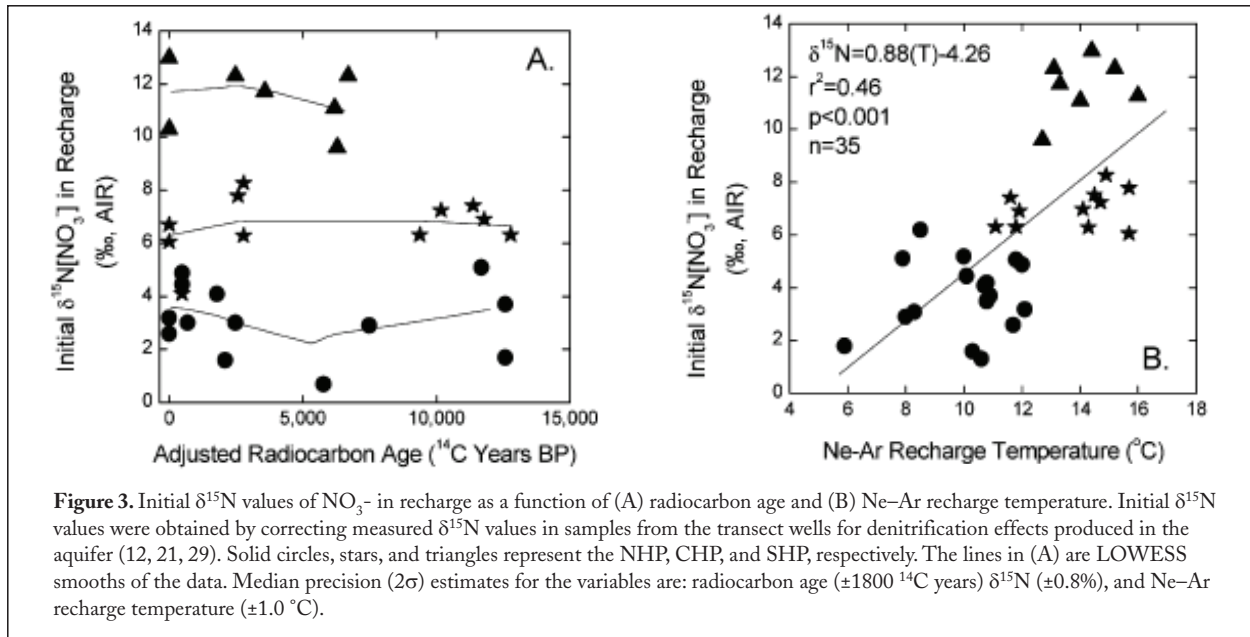 A.
Initial δ¹⁵N[NO₃] in Recharge
(‰, AIR)
14
12
10
8
6
4
2
0
0
5,000
10,000
15,000
Adjusted Radiocarbon Age (¹⁴C Years BP)
δ¹⁵N=0.88(T)-4.26
r²=0.46
p<0.001
n=35
B.
Initial δ¹⁵N[NO₃] in Recharge
(‰, AIR)
14
12
10
8
6
4
2
0
4
6
8
10
12
14
16
18
Ne-Ar Recharge Temperature (°C)
Figure 3. Initial δ¹⁵N values of NO₃- in recharge as a function of (A) radiocarbon age and (B) Ne–Ar recharge temperature. Initial δ¹⁵N
values were obtained by correcting measured δ¹⁵N values in samples from the transect wells for denitrification effects produced in the
aquifer (12, 21, 29). Solid circles, stars, and triangles represent the NHP, CHP, and SHP, respectively. The lines in (A) are LOWESS
smooths of the data. Median precision (2σ) estimates for the variables are: radiocarbon age (±1800 ¹⁴C years) δ¹⁵N (±0.8%), and Ne–Ar
recharge temperature (±1.0 °C).